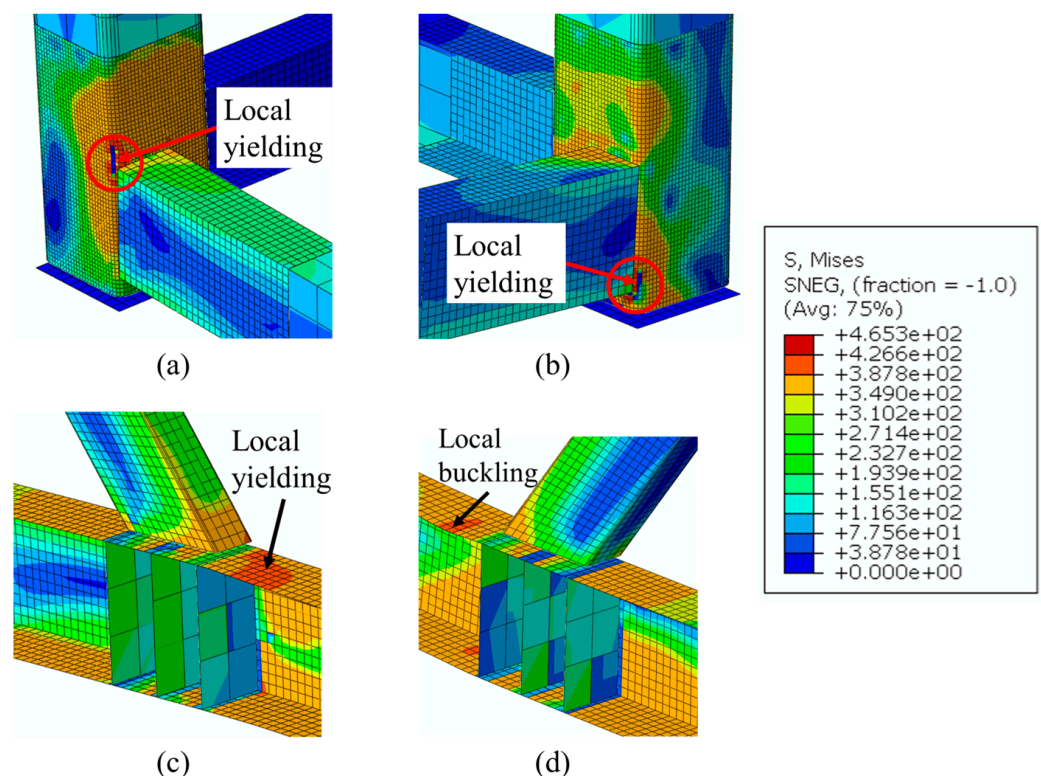 Local
yielding
(a)
Local
yielding
(b)
Local
yielding
(c)
Local
buckling
(d)
S, Mises
SNEG, (fraction = -1.0)
(Avg: 75%)
+4.653e+02
+4.266e+02
+3.878e+02
+3.490e+02
+3.102e+02
+2.714e+02
+2.327e+02
+1.939e+02
+1.551e+02
+1.163e+02
+7.756e+01
+3.878e+01
+0.000e+00